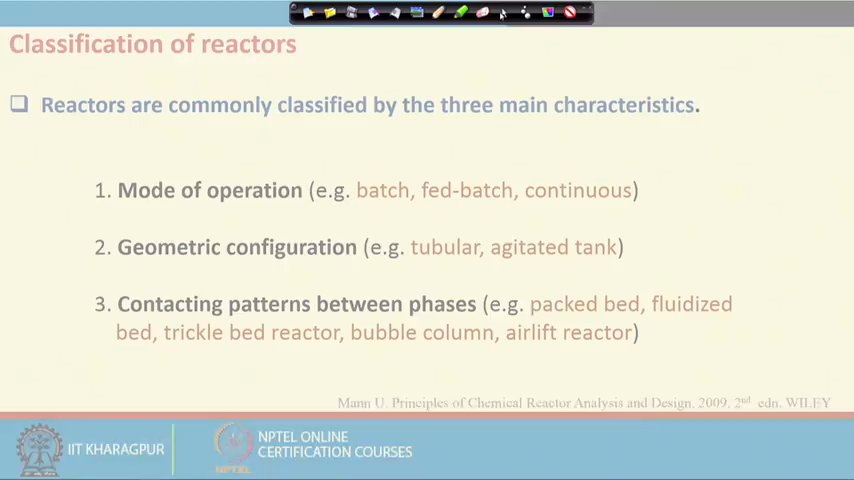 Classification of reactors
Reactors are commonly classified by the three main characteristics.
1. Mode of operation (e.g. batch, fed-batch, continuous)
2. Geometric configuration (e.g. tubular, agitated tank)
3. Contacting patterns between phases (e.g. packed bed, fluidized
bed, trickle bed reactor, bubble column, airlift reactor)
Mann U. Principles of Chemical Reactor Analysis and Design, 2009, 2nd edn. WILEY
IIT KHARAGPUR
NPTEL ONLINE
CERTIFICATION COURSES
NPTEL